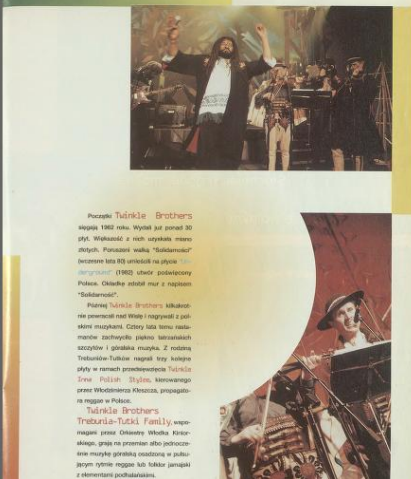 Początki Twinkle Brothers
sięgają 1962 roku. Wydali już ponad 30
płyt. Większość z nich uzyskała miano
złotych. Poruszeni walką "Solidarności"
(wczesne lata 80) umieścili na płycie "Un-
derground" (1982) utwór poświęcony
Polsce. Okładkę zdobił mur z napisem
"Solidarność".
Później Twinkle Brothers kilkakrot-
nie powracali nad Wisłę i nagrywali z pol-
skimi muzykami. Cztery lata temu rasta-
manów zachwyciło piękno tatrzańskich
szczytów i góralska muzyka. Z rodziną
Trebuniów-Tutków nagrali trzy kolejne
płyty w ramach przedsięwzięcia Twinkle
Inna Polish Style, kierowanego
przez Włodzimierza Kleszcza, propagato-
ra reggae w Polsce.
Twinkle Brothers
Trebunia-Tutki Family, wspo-
magani przez Orkiestrę Włodka Kinior-
skiego, grają na przemian albo jednocze-
śnie muzykę góralską osadzoną w pulsu-
jącym rytmie reggae lub folklor jamajski
z elementami podhalańskimi.